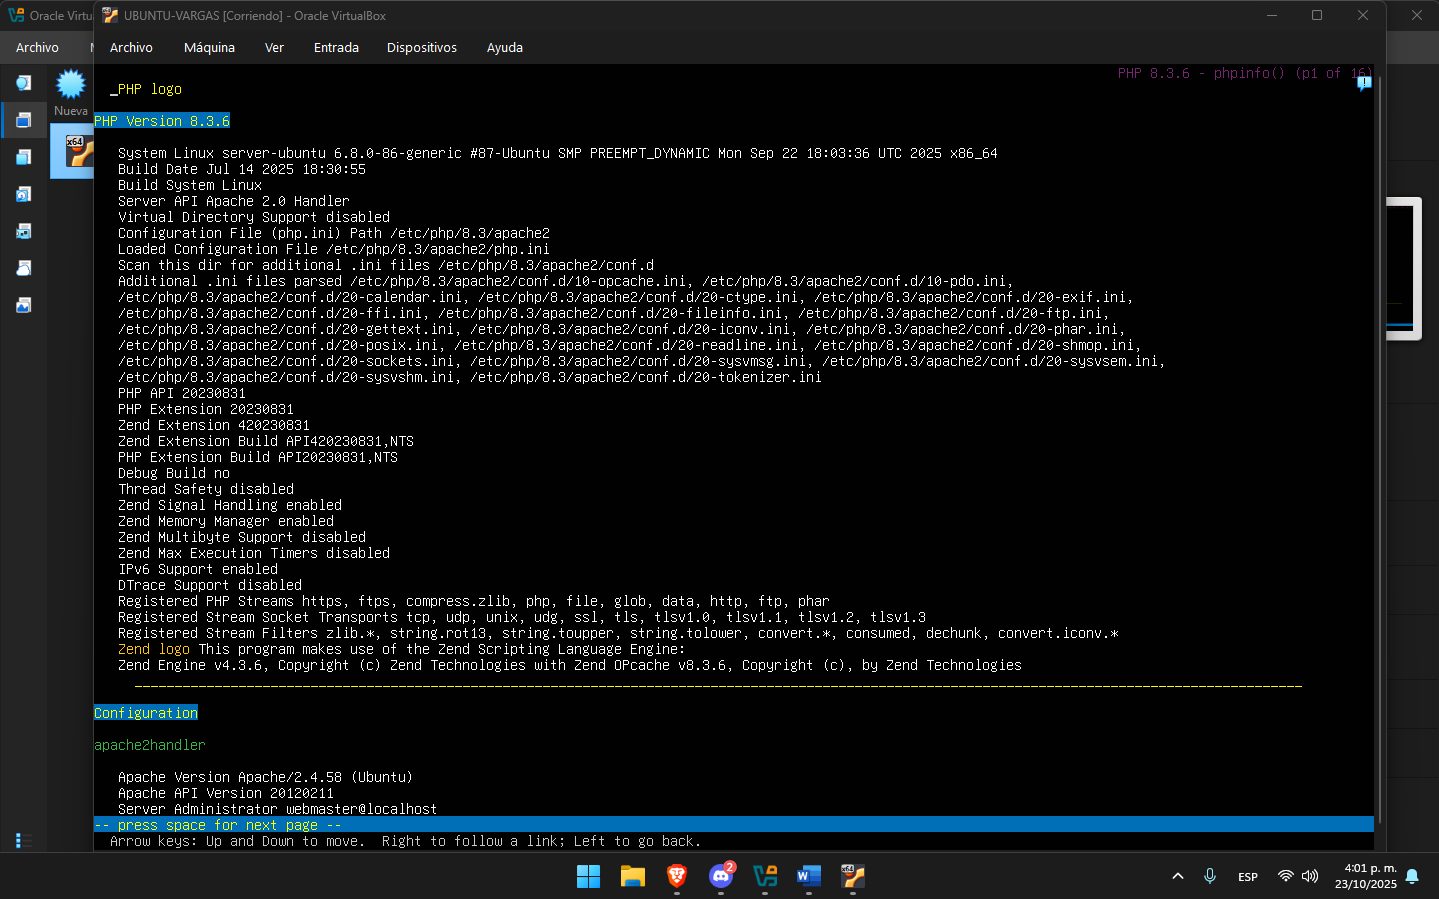 Oracle Virtu
UBUNTU-VARGAS [Corriendo] - Oracle VirtualBox
Archivo
Archivo Máquina Ver Entrada Dispositivos Ayuda
Nueva
x64
PHP 8.3.6 - phpinfo() (p1 of 16)
_PHP logo
PHP Version 8.3.6
System Linux server-ubuntu 6.8.0-86-generic #87-Ubuntu SMP PREEMPT_DYNAMIC Mon Sep 22 18:03:36 UTC 2025 x86_64
Build Date Jul 14 2025 18:30:55
Build System Linux
Server API Apache 2.0 Handler
Virtual Directory Support disabled
Configuration File (php.ini) Path /etc/php/8.3/apache2
Loaded Configuration File /etc/php/8.3/apache2/php.ini
Scan this dir for additional .ini files /etc/php/8.3/apache2/conf.d
Additional .ini files parsed /etc/php/8.3/apache2/conf.d/10-opcache.ini, /etc/php/8.3/apache2/conf.d/10-pdo.ini,
/etc/php/8.3/apache2/conf.d/20-calendar.ini, /etc/php/8.3/apache2/conf.d/20-ctype.ini, /etc/php/8.3/apache2/conf.d/20-exif.ini,
/etc/php/8.3/apache2/conf.d/20-ffi.ini, /etc/php/8.3/apache2/conf.d/20-fileinfo.ini, /etc/php/8.3/apache2/conf.d/20-ftp.ini,
/etc/php/8.3/apache2/conf.d/20-gettext.ini, /etc/php/8.3/apache2/conf.d/20-iconv.ini, /etc/php/8.3/apache2/conf.d/20-phar.ini,
/etc/php/8.3/apache2/conf.d/20-posix.ini, /etc/php/8.3/apache2/conf.d/20-readline.ini, /etc/php/8.3/apache2/conf.d/20-shmop.ini,
/etc/php/8.3/apache2/conf.d/20-sockets.ini, /etc/php/8.3/apache2/conf.d/20-sysvmsg.ini, /etc/php/8.3/apache2/conf.d/20-sysvsem.ini,
/etc/php/8.3/apache2/conf.d/20-sysvshm.ini, /etc/php/8.3/apache2/conf.d/20-tokenizer.ini
PHP API 20230831
PHP Extension 20230831
Zend Extension 420230831
Zend Extension Build API420230831,NTS
PHP Extension Build API20230831,NTS
Debug Build no
Thread Safety disabled
Zend Signal Handling enabled
Zend Memory Manager enabled
Zend Multibyte Support disabled
Zend Max Execution Timers disabled
IPv6 Support enabled
DTrace Support disabled
Registered PHP Streams https, ftps, compress.zlib, php, file, glob, data, http, ftp, phar
Registered Stream Socket Transports tcp, udp, unix, udg, ssl, tls, tlsv1.0, tlsv1.1, tlsv1.2, tlsv1.3
Registered Stream Filters zlib.*, string.rot13, string.toupper, string.tolower, convert.*, consumed, dechunk, convert.iconv.*
Zend logo This program makes use of the Zend Scripting Language Engine:
Zend Engine v4.3.6, Copyright (c) Zend Technologies with Zend OPcache v8.3.6, Copyright (c), by Zend Technologies
Configuration
apache2handler
Apache Version Apache/2.4.58 (Ubuntu)
Apache API Version 20120211
Server Administrator webmaster@localhost
-- press space for next page --
Arrow keys: Up and Down to move.  Right to follow a link; Left to go back.
2
W
x64
ESP
4:01 p. m.
23/10/2025